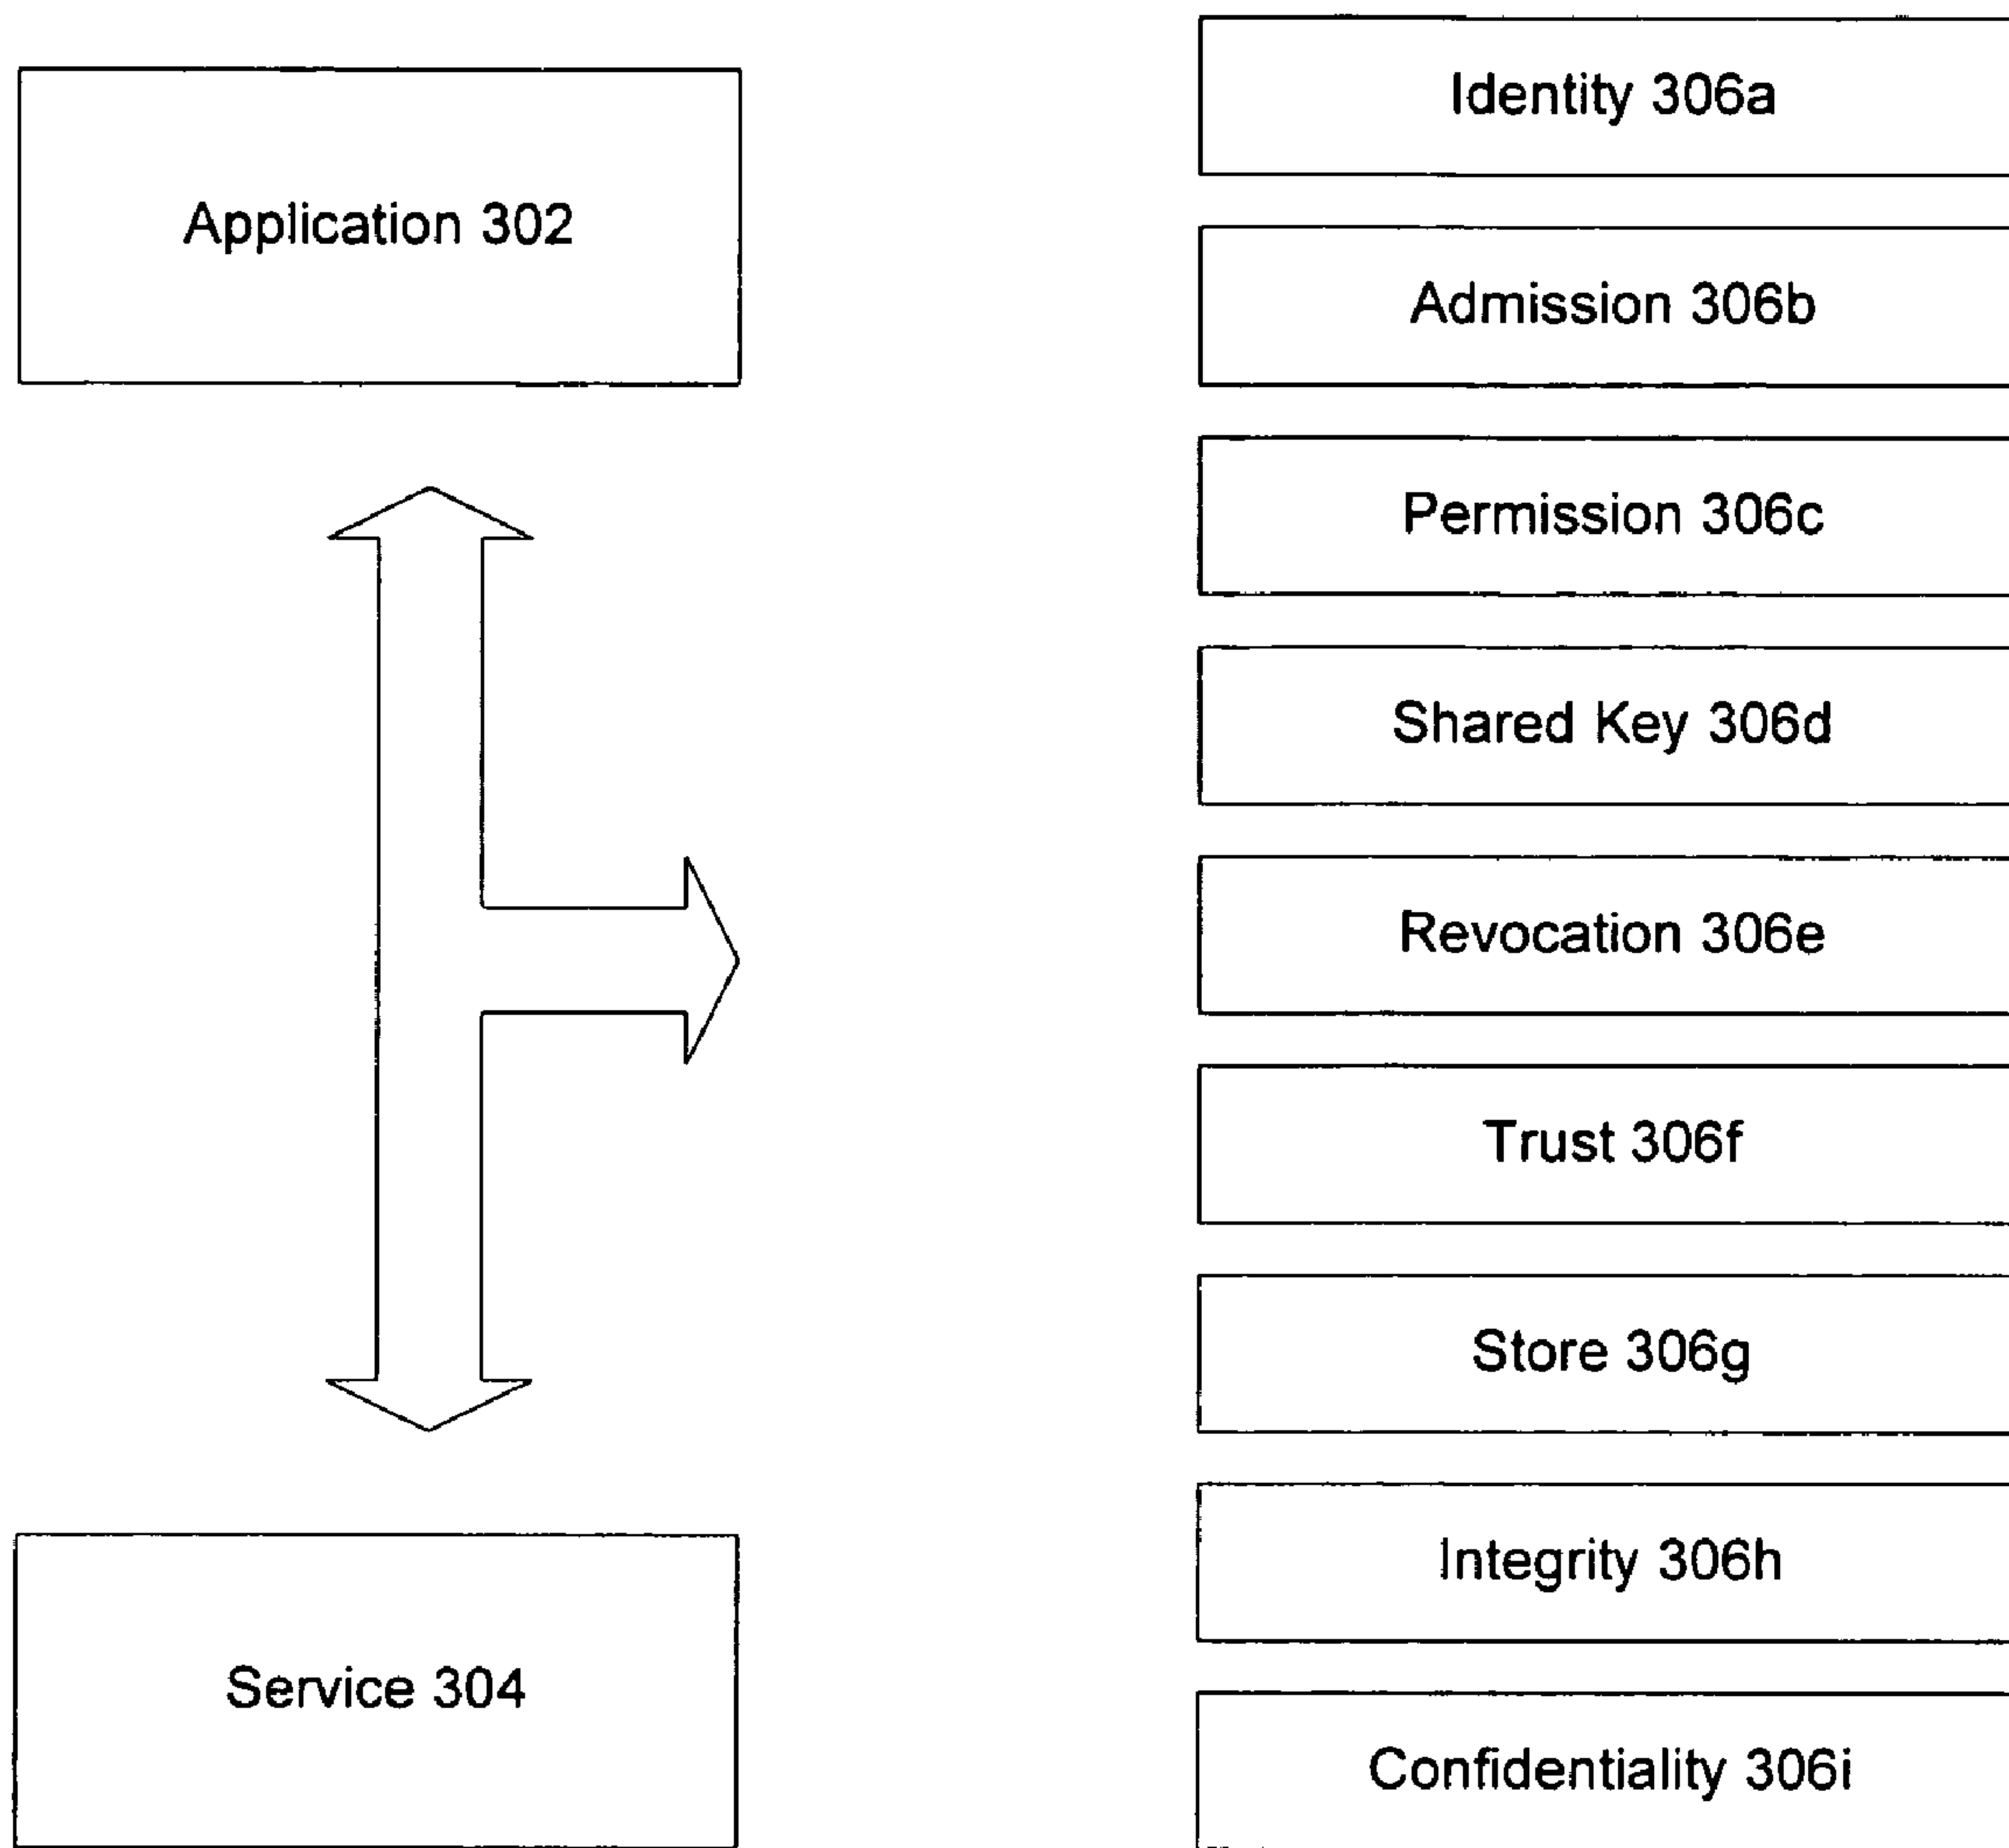 Application 302
Service 304
Identity 306a
Admission 306b
Permission 306c
Shared Key 306d
Revocation 306e
Trust 306f
Store 306g
Integrity 306h
Confidentiality 306i